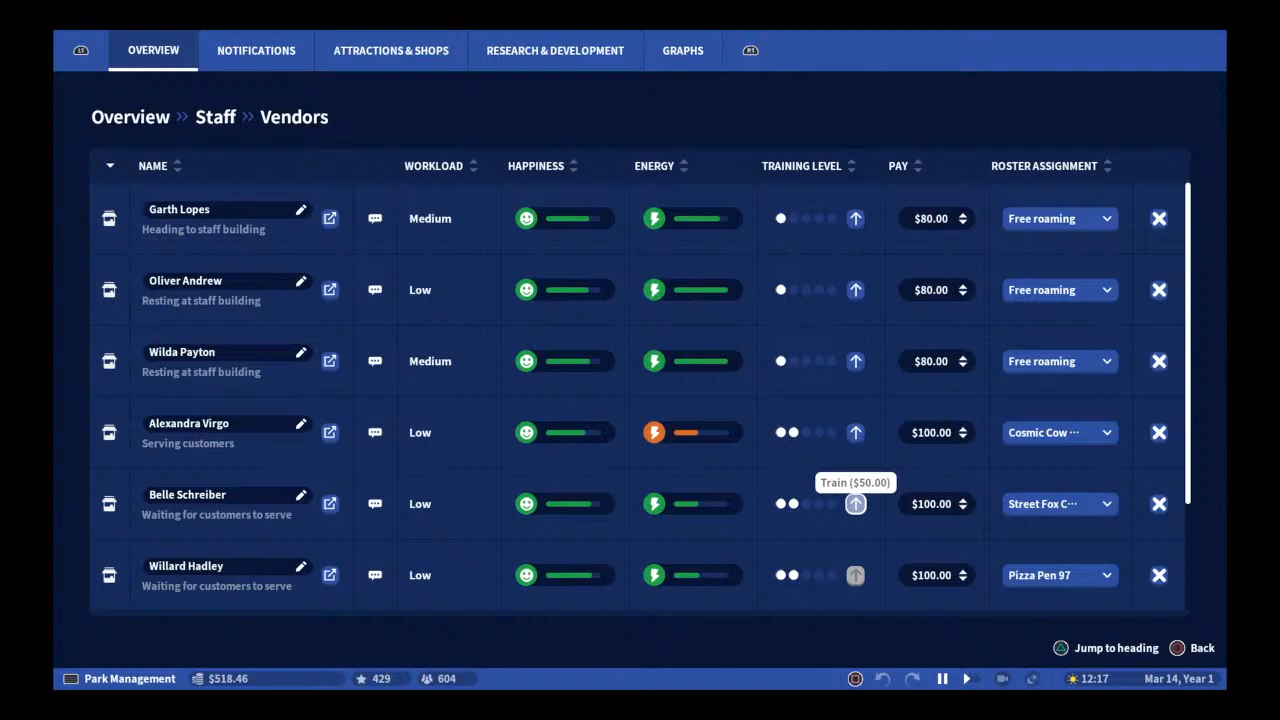 L1 OVERVIEW NOTIFICATIONS ATTRACTIONS & SHOPS RESEARCH & DEVELOPMENT GRAPHS R1
Overview » Staff » Vendors
NAME WORKLOAD HAPPINESS ENERGY TRAINING LEVEL PAY ROSTER ASSIGNMENT
Garth Lopes
Heading to staff building
Medium $80.00 Free roaming
Oliver Andrew
Resting at staff building
Low $80.00 Free roaming
Wilda Payton
Resting at staff building
Medium $80.00 Free roaming
Alexandra Virgo
Serving customers
Low $100.00 Cosmic Cow ···
Train ($50.00)
Belle Schreiber
Waiting for customers to serve
Low $100.00 Street Fox C···
Willard Hadley
Waiting for customers to serve
Low $100.00 Pizza Pen 97
Jump to heading Back
Park Management $518.46 429 604 12:17 Mar 14, Year 1